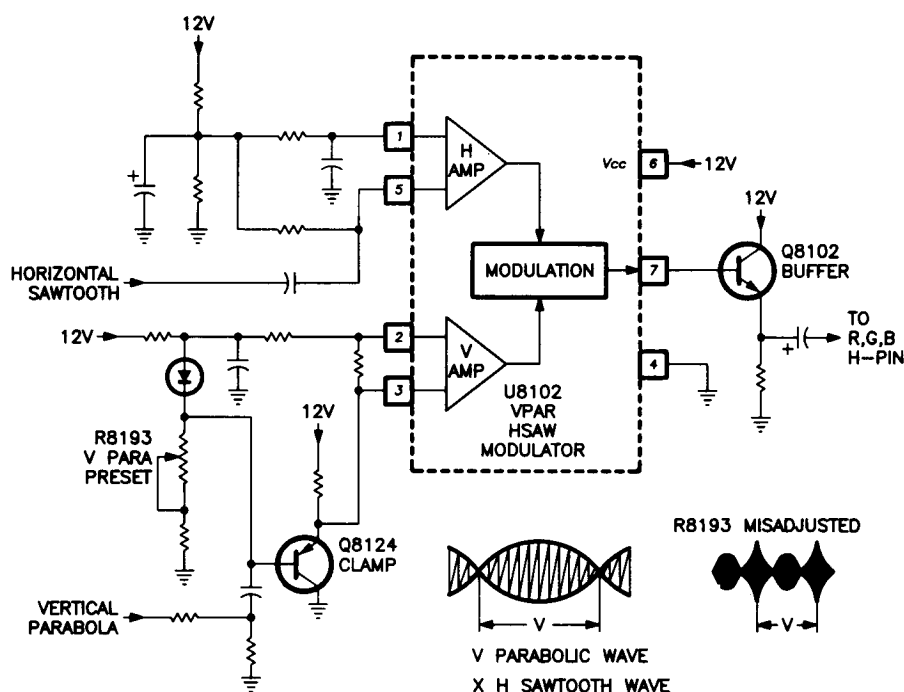 12V
1
H
AMP
5
Vcc
6
12V
HORIZONTAL
SAWTOOTH
MODULATION
7
12V
Q8102
BUFFER
TO
R,G,B
H-PIN
+
+
12V
2
V
AMP
3
4
12V
U8102
VPAR
HSAW
MODULATOR
R8193
V PARA
PRESET
Q8124
CLAMP
VERTICAL
PARABOLA
R8193 MISADJUSTED
V
V
V PARABOLIC WAVE
X H SAWTOOTH WAVE